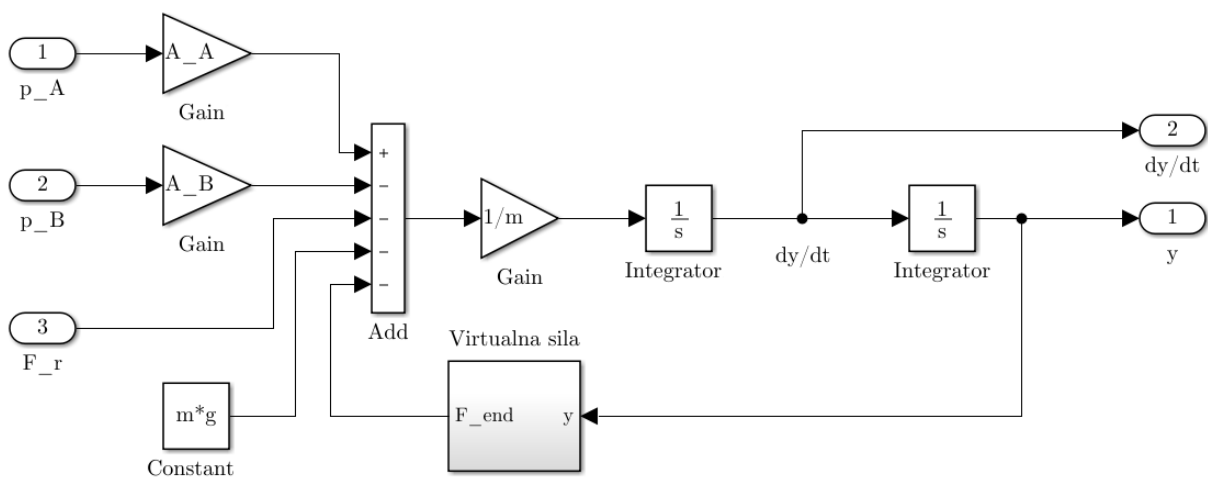 1
p_A
A_A
Gain
2
p_B
A_B
Gain
3
F_r
m*g
Constant
+
−
−
−
−
Add
1/m
Gain
1
s
Integrator
dy/dt
1
s
Integrator
2
dy/dt
1
y
Virtualna sila
F_end
y